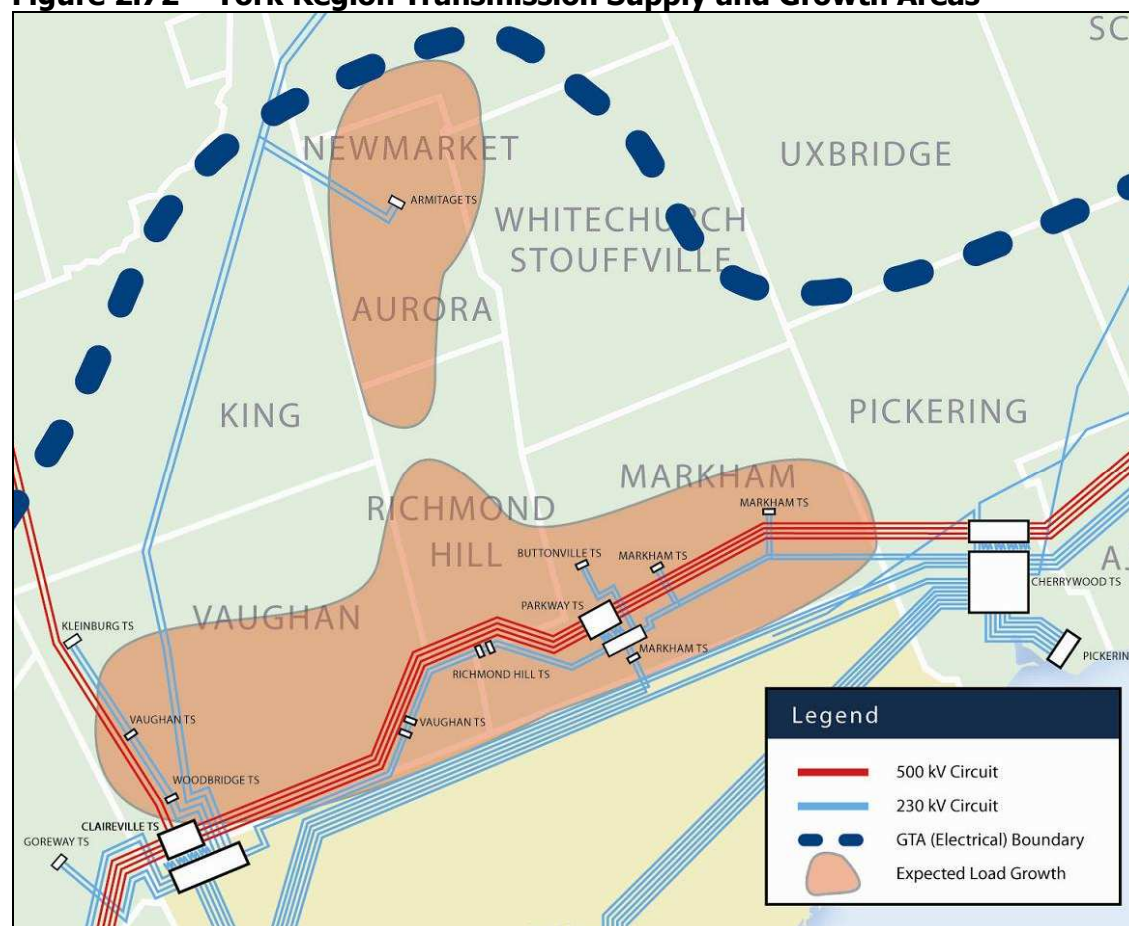 Figure 2.72 – York Region Transmission Supply and Growth Areas
SC
NEWMARKET
UXBRIDGE
ARMITAGE TS
WHITECHURCH
STOUFFVILLE
AURORA
KING
PICKERING
MARKHAM
RICHMOND
HILL
MARKHAM TS
BUTTONVILLE TS
MARKHAM TS
A.
CHERRYWOOD TS
VAUGHAN
PARKWAY TS
KLEINBURG TS
MARKHAM TS
PICKERIN
RICHMOND HILL TS
VAUGHAN TS
VAUGHAN TS
WOODBRIDGE TS
CLAIREVILLE TS
GOREWAY TS
Legend
500 kV Circuit
230 kV Circuit
GTA (Electrical) Boundary
Expected Load Growth